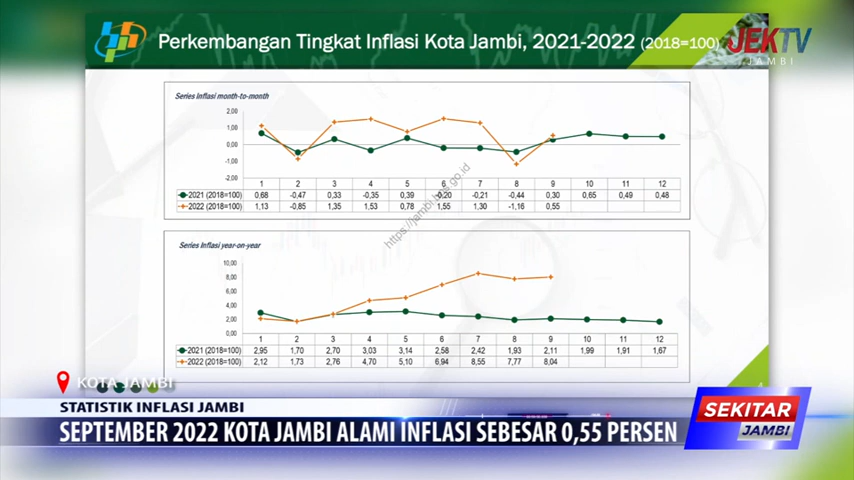 Perkembangan Tingkat Inflasi Kota Jambi, 2021-2022 (2018=100)
JEKTV
JAMBI
Series Inflasi month-to-month
2,00
1,00
0,00
-1,00
-2,00
1 2 3 4 5 6 7 8 9 10 11 12
2021 (2018=100) 0,68 -0,47 0,33 -0,35 0,39 -0,20 -0,21 -0,44 0,30 0,65 0,49 0,48
2022 (2018=100) 1,13 -0,85 1,35 1,53 0,78 1,55 1,30 -1,16 0,55
https://jambi.bps.go.id
Series Inflasi year-on-year
10,00
8,00
6,00
4,00
2,00
0,00
1 2 3 4 5 6 7 8 9 10 11 12
2021 (2018=100) 2,95 1,70 2,70 3,03 3,14 2,58 2,42 1,93 2,11 1,99 1,91 1,67
2022 (2018=100) 2,12 1,73 2,76 4,70 5,10 6,94 8,55 7,77 8,04
4
KOTA JAMBI
STATISTIK INFLASI JAMBI
SEPTEMBER 2022 KOTA JAMBI ALAMI INFLASI SEBESAR 0,55 PERSEN
SEKITAR
JAMBI